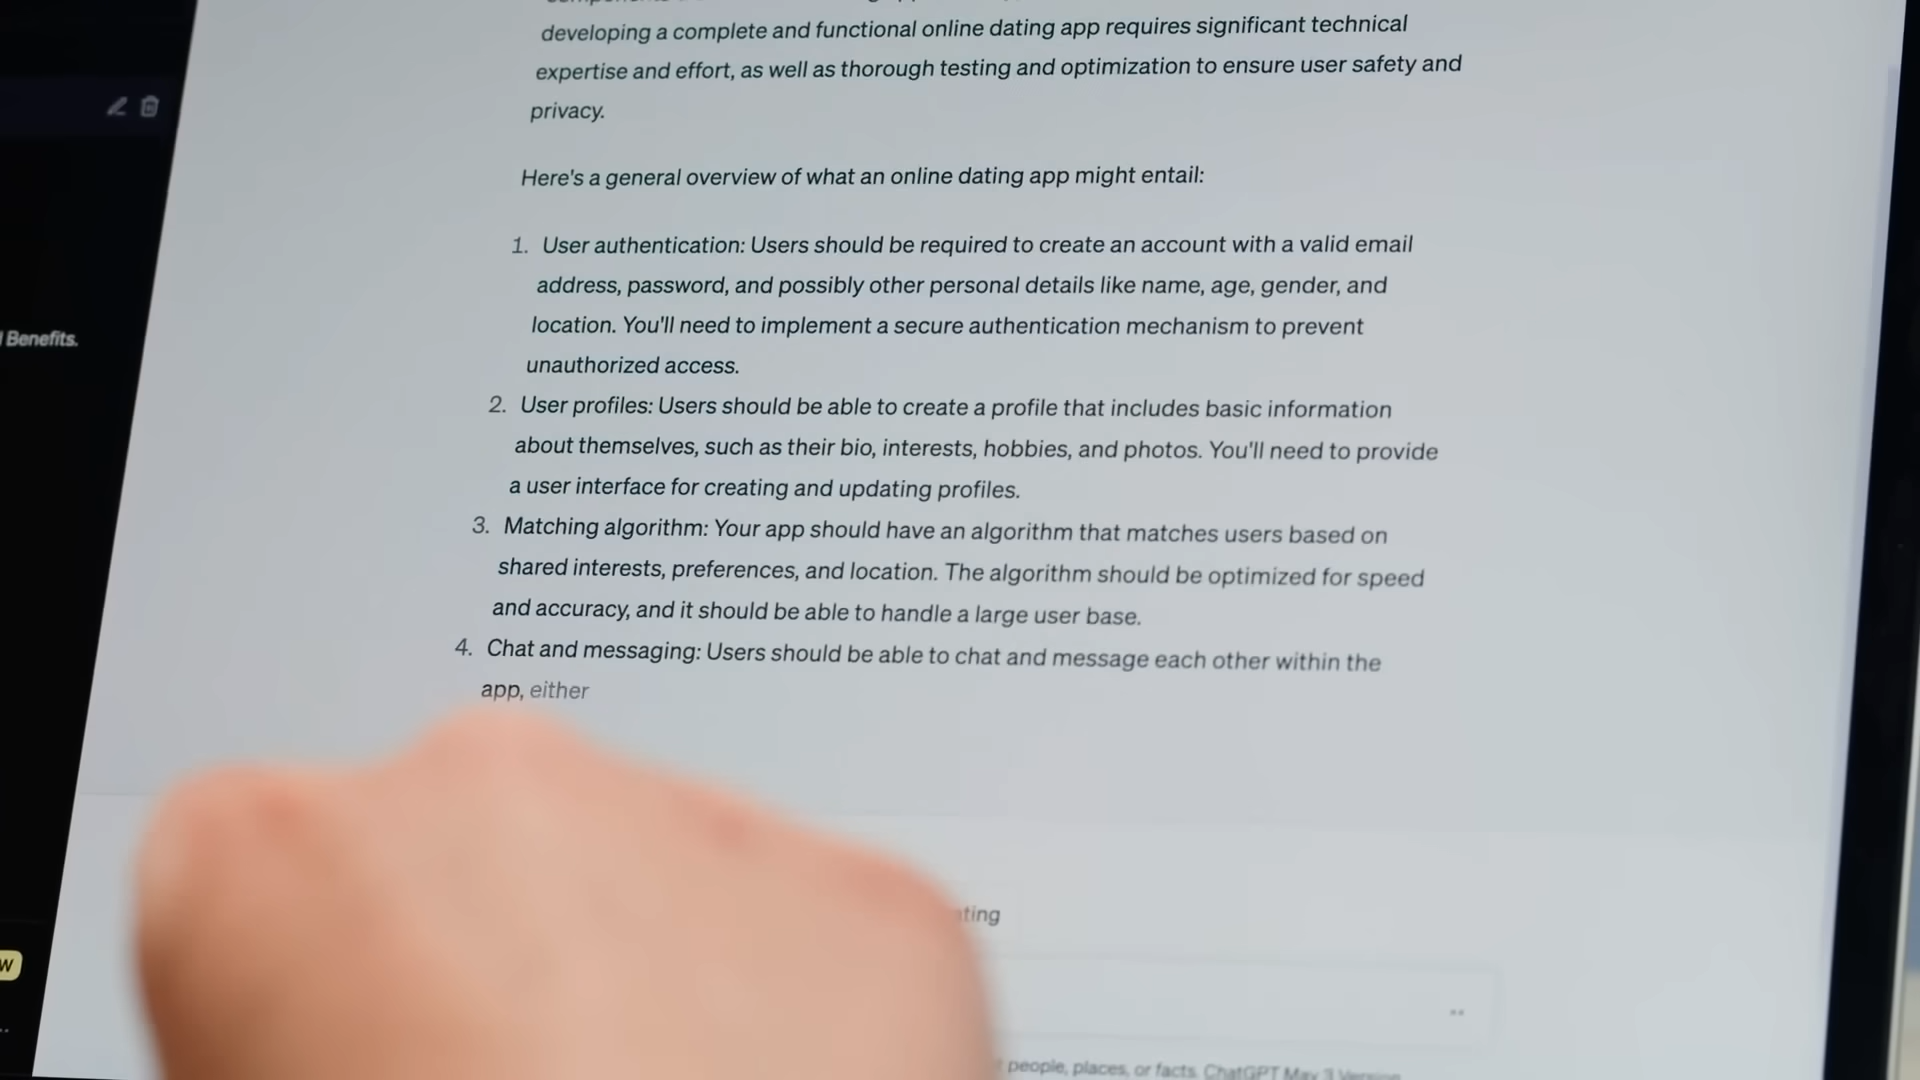 developing a complete and functional online dating app requires significant technical
expertise and effort, as well as thorough testing and optimization to ensure user safety and
privacy.
Here's a general overview of what an online dating app might entail:
1. User authentication: Users should be required to create an account with a valid email
address, password, and possibly other personal details like name, age, gender, and
location. You'll need to implement a secure authentication mechanism to prevent
unauthorized access.
2. User profiles: Users should be able to create a profile that includes basic information
about themselves, such as their bio, interests, hobbies, and photos. You'll need to provide
a user interface for creating and updating profiles.
3. Matching algorithm: Your app should have an algorithm that matches users based on
shared interests, preferences, and location. The algorithm should be optimized for speed
and accuracy, and it should be able to handle a large user base.
4. Chat and messaging: Users should be able to chat and message each other within the
app, either
Benefits.
people, places, or facts. ChatGPT May 3 Version